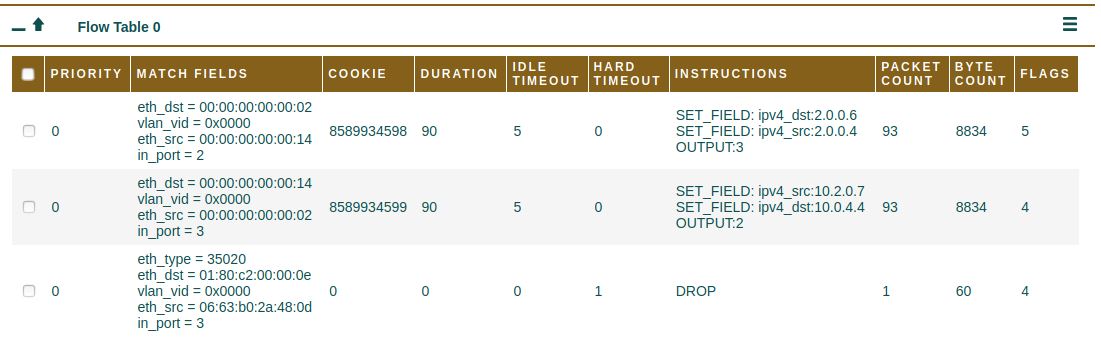 Flow Table 0
PRIORITY MATCH FIELDS COOKIE DURATION IDLE TIMEOUT HARD TIMEOUT INSTRUCTIONS PACKET COUNT BYTE COUNT FLAGS
eth_dst = 00:00:00:00:00:02
vlan_vid = 0x0000
eth_src = 00:00:00:00:00:14
in_port = 2
0 8589934598 90 5 0
SET_FIELD: ipv4_dst:2.0.0.6
SET_FIELD: ipv4_src:2.0.0.4
OUTPUT:3
93 8834 5
eth_dst = 00:00:00:00:00:14
vlan_vid = 0x0000
eth_src = 00:00:00:00:00:02
in_port = 3
0 8589934599 90 5 0
SET_FIELD: ipv4_src:10.2.0.7
SET_FIELD: ipv4_dst:10.0.4.4
OUTPUT:2
93 8834 4
eth_type = 35020
eth_dst = 01:80:c2:00:00:0e
vlan_vid = 0x0000
eth_src = 06:63:b0:2a:48:0d
in_port = 3
0 0 0 0 1 DROP 1 60 4